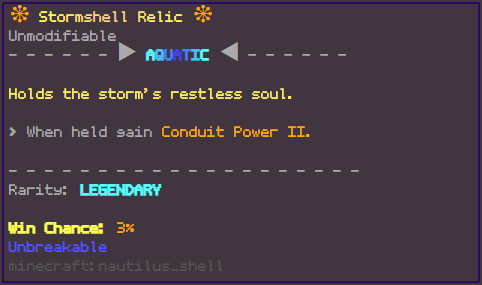 ❊ Stormshell Relic ❊
Unmodifiable
- - - - - - ▶ AQUATIC ◀ - - - - - -
Holds the storm's restless soul.
> When held gain Conduit Power II.
- - - - - - - - - - - - - - - - - - - - -
Rarity: LEGENDARY
Win Chance: 3%
Unbreakable
minecraft:nautilus_shell